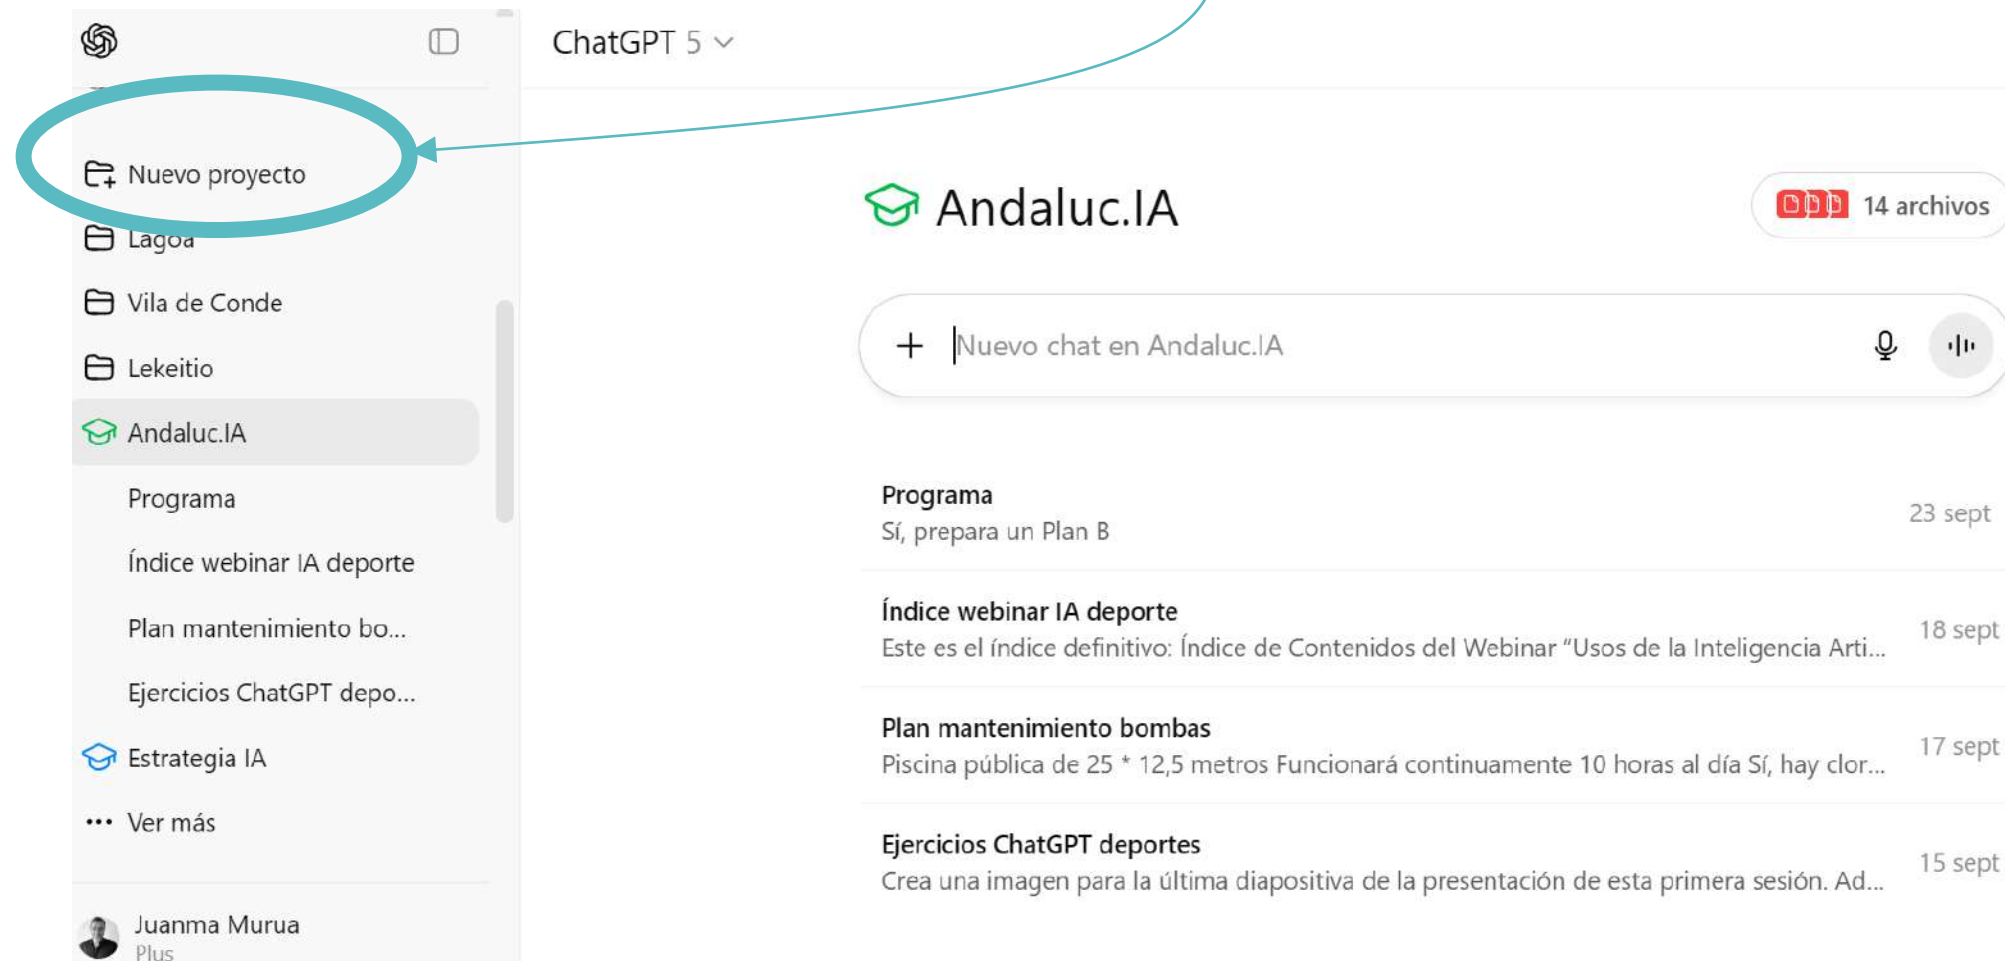 ChatGPT 5
Nuevo proyecto
Lagoa
Vila de Conde
Lekeitio
Andaluc.IA
Programa
Índice webinar IA deporte
Plan mantenimiento bo...
Ejercicios ChatGPT depo...
Estrategia IA
Ver más
Juanma Murua
Plus
Andaluc.IA
14 archivos
Nuevo chat en Andaluc.IA
Programa
Sí, prepara un Plan B
23 sept
Índice webinar IA deporte
Este es el índice definitivo: Índice de Contenidos del Webinar “Usos de la Inteligencia Arti...
18 sept
Plan mantenimiento bombas
Piscina pública de 25 * 12,5 metros Funcionará continuamente 10 horas al día Sí, hay clor...
17 sept
Ejercicios ChatGPT deportes
Crea una imagen para la última diapositiva de la presentación de esta primera sesión. Ad...
15 sept